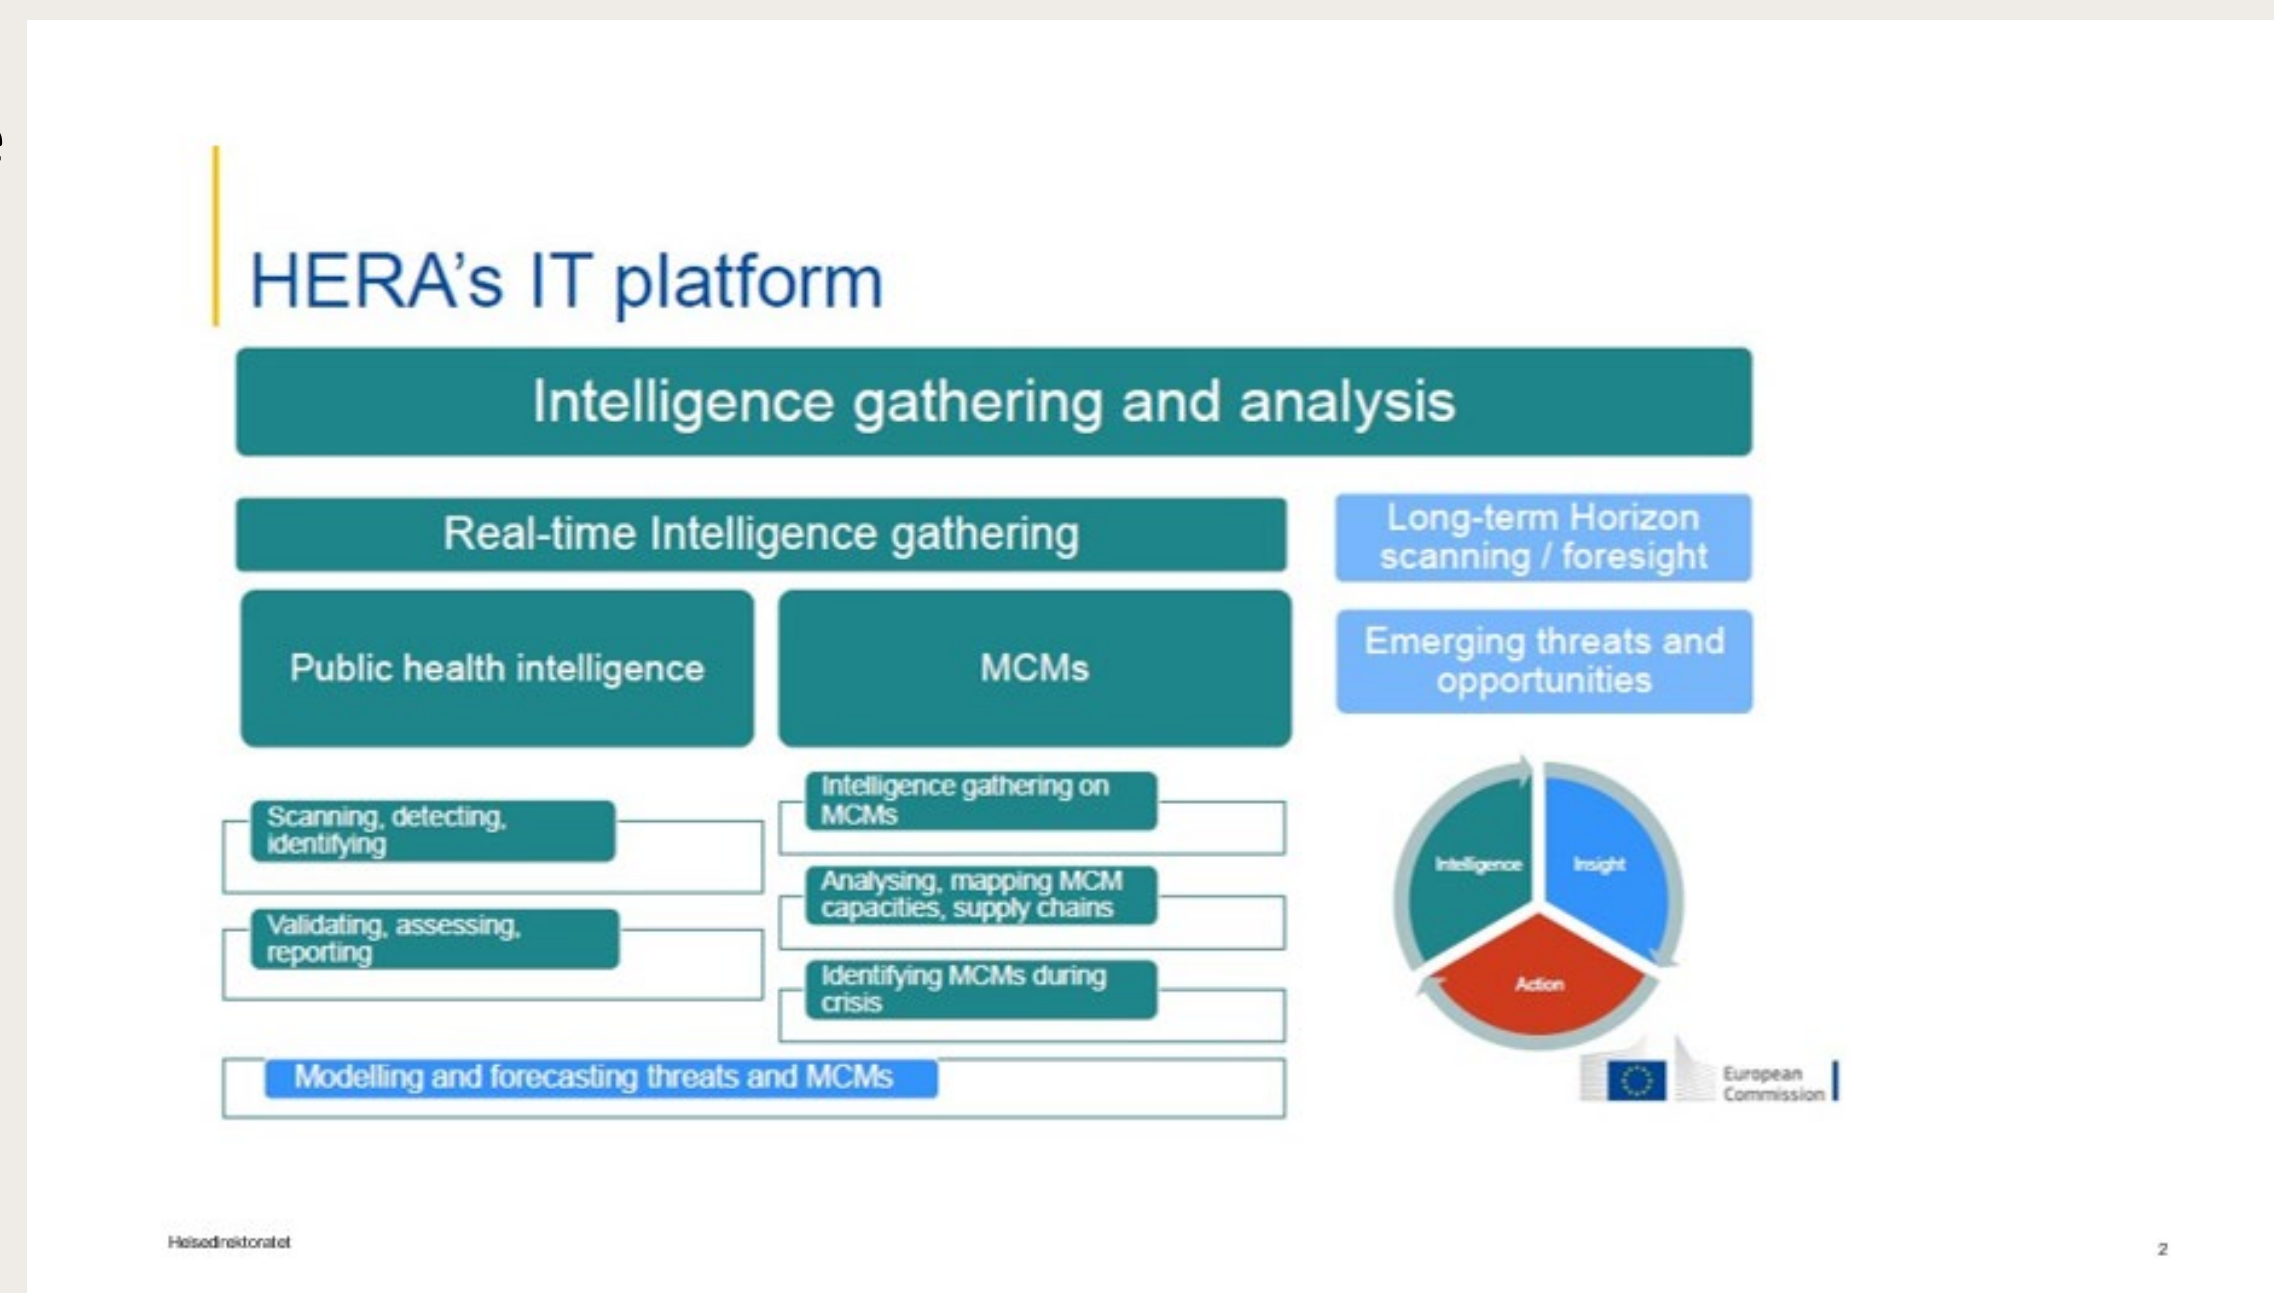 HERA’s IT platform
Intelligence gathering and analysis
Real-time Intelligence gathering
Long-term Horizon
scanning / foresight
Public health intelligence
MCMs
Emerging threats and
opportunities
Scanning, detecting,
identifying
Validating, assessing,
reporting
Intelligence gathering on
MCMs
Analysing, mapping MCM
capacities, supply chains
Identifying MCMs during
crisis
Modelling and forecasting threats and MCMs
Intelligence
Insight
Action
European
Commission
Helsedirektoratet
2